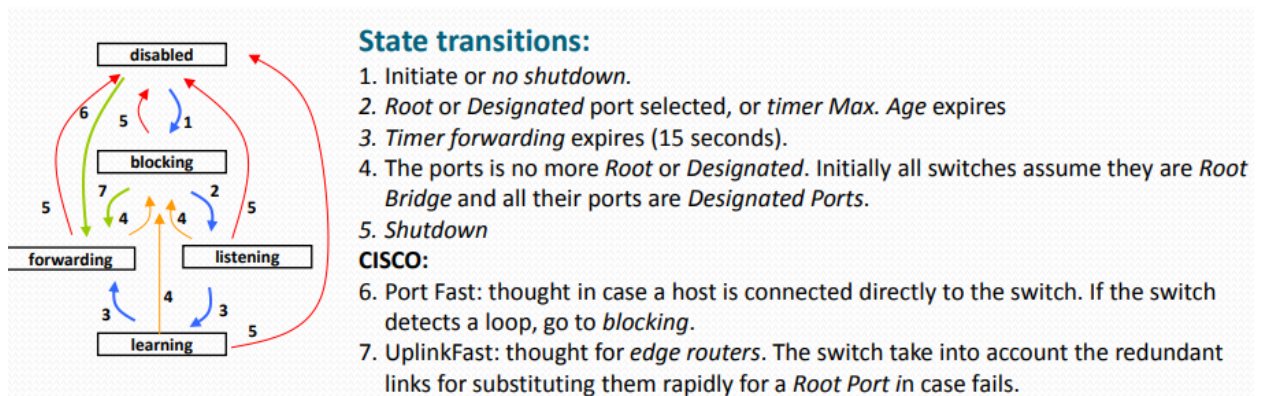 State transitions:
disabled
1. Initiate or no shutdown.
2. Root or Designated port selected, or timer Max. Age expires
6
5
1
3. Timer forwarding expires (15 seconds).
blocking
4. The ports is no more Root or Designated. Initially all switches assume they are Root
7
2
Bridge and all their ports are Designated Ports.
5
4
4
5
5. Shutdown
forwarding
listening
CISCO:
4
6. Port Fast: thought in case a host is connected directly to the switch. If the switch
3
3
detects a loop, go to blocking.
5
learning
7. UplinkFast: thought for edge routers. The switch take into account the redundant
links for substituting them rapidly for a Root Port in case fails.